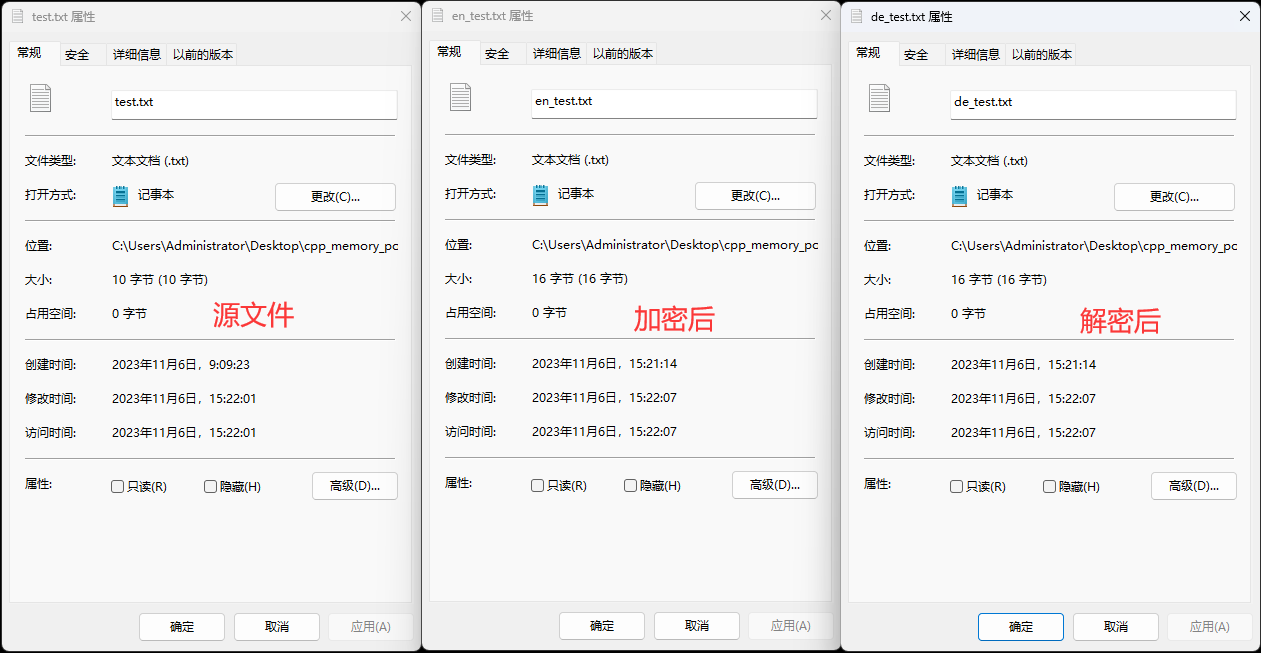 test.txt 属性
常规 安全 详细信息 以前的版本
test.txt
文件类型: 文本文档 (.txt)
打开方式: 记事本 更改(C)...
位置: C:\Users\Administrator\Desktop\cpp_memory_pc
大小: 10 字节 (10 字节)
占用空间: 0 字节
源文件
创建时间: 2023年11月6日，9:09:23
修改时间: 2023年11月6日，15:22:01
访问时间: 2023年11月6日，15:22:01
属性: 只读(R) 隐藏(H) 高级(D)...
确定 取消 应用(A)
en_test.txt 属性
常规 安全 详细信息 以前的版本
en_test.txt
文件类型: 文本文档 (.txt)
打开方式: 记事本 更改(C)...
位置: C:\Users\Administrator\Desktop\cpp_memory_pc
大小: 16 字节 (16 字节)
占用空间: 0 字节
加密后
创建时间: 2023年11月6日，15:21:14
修改时间: 2023年11月6日，15:22:07
访问时间: 2023年11月6日，15:22:07
属性: 只读(R) 隐藏(H) 高级(D)...
确定 取消 应用(A)
de_test.txt 属性
常规 安全 详细信息 以前的版本
de_test.txt
文件类型: 文本文档 (.txt)
打开方式: 记事本 更改(C)...
位置: C:\Users\Administrator\Desktop\cpp_memory_pc
大小: 16 字节 (16 字节)
占用空间: 0 字节
解密后
创建时间: 2023年11月6日，15:21:14
修改时间: 2023年11月6日，15:22:07
访问时间: 2023年11月6日，15:22:07
属性: 只读(R) 隐藏(H) 高级(D)...
确定 取消 应用(A)